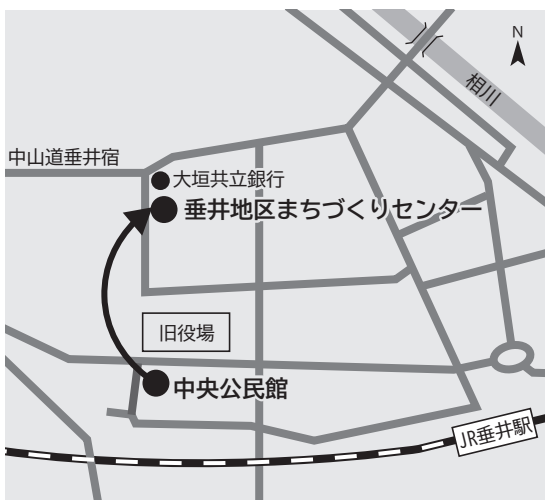 N
相川
中山道垂井宿
大垣共立銀行
垂井地区まちづくりセンター
旧役場
中央公民館
JR垂井駅